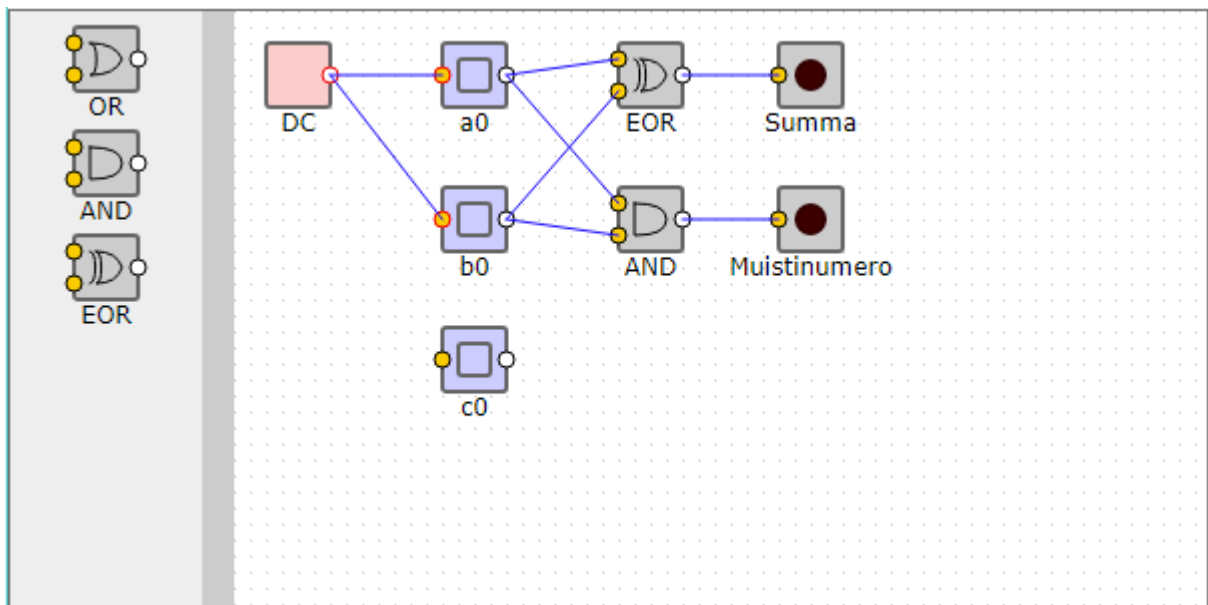 OR
AND
EOR
DC
a0
EOR
Summa
b0
AND
Muistinumero
c0